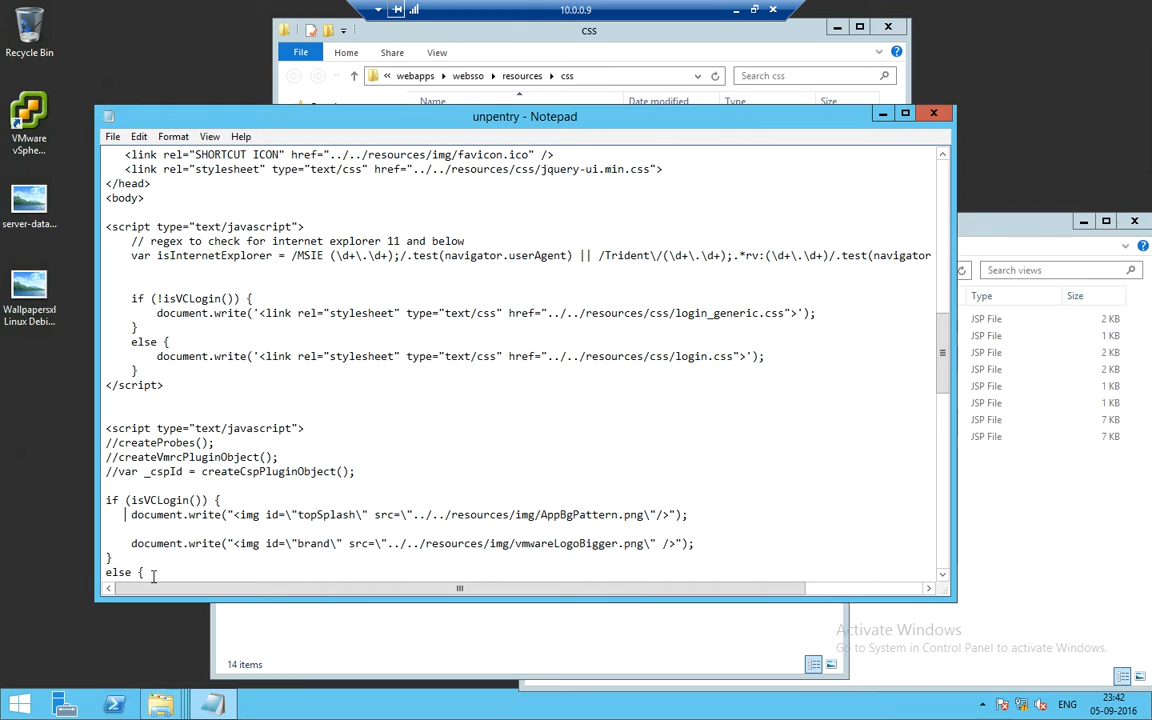 10.0.0.9
Recycle Bin
VMware
vSphe...
server-data...
Wallpapersxl
Linux Debi...
css
File
Home
Share
View
« webapps ▸ websso ▸ resources ▸ css
Search css
Name
Date modified
Type
Size
unpentry - Notepad
File Edit Format View Help
<link rel="SHORTCUT ICON" href="../../resources/img/favicon.ico" />
<link rel="stylesheet" type="text/css" href="../../resources/css/jquery-ui.min.css">
</head>
<body>
<script type="text/javascript">
// regex to check for internet explorer 11 and below
var isInternetExplorer = /MSIE (\d+\.\d+);/.test(navigator.userAgent) || /Trident\/(\d+\.\d+);.*rv:(\d+\.\d+)/.test(navigator
if (!isVCLogin()) {
document.write('<link rel="stylesheet" type="text/css" href="../../resources/css/login_generic.css">');
}
else {
document.write('<link rel="stylesheet" type="text/css" href="../../resources/css/login.css">');
}
</script>
<script type="text/javascript">
//createProbes();
//createVmrcPluginObject();
//var _cspId = createCspPluginObject();
if (isVCLogin()) {
document.write("<img id=\"topSplash\" src=\"../../resources/img/AppBgPattern.png\"/>");
document.write("<img id=\"brand\" src=\"../../resources/img/vmwareLogoBigger.png\" />");
}
else {
Search views
Type
Size
JSP File 2 KB
JSP File 1 KB
JSP File 2 KB
JSP File 2 KB
JSP File 1 KB
JSP File 1 KB
JSP File 7 KB
JSP File 7 KB
14 items
Activate Windows
Go to System in Control Panel to activate Windows.
ENG
23:42
05-09-2016